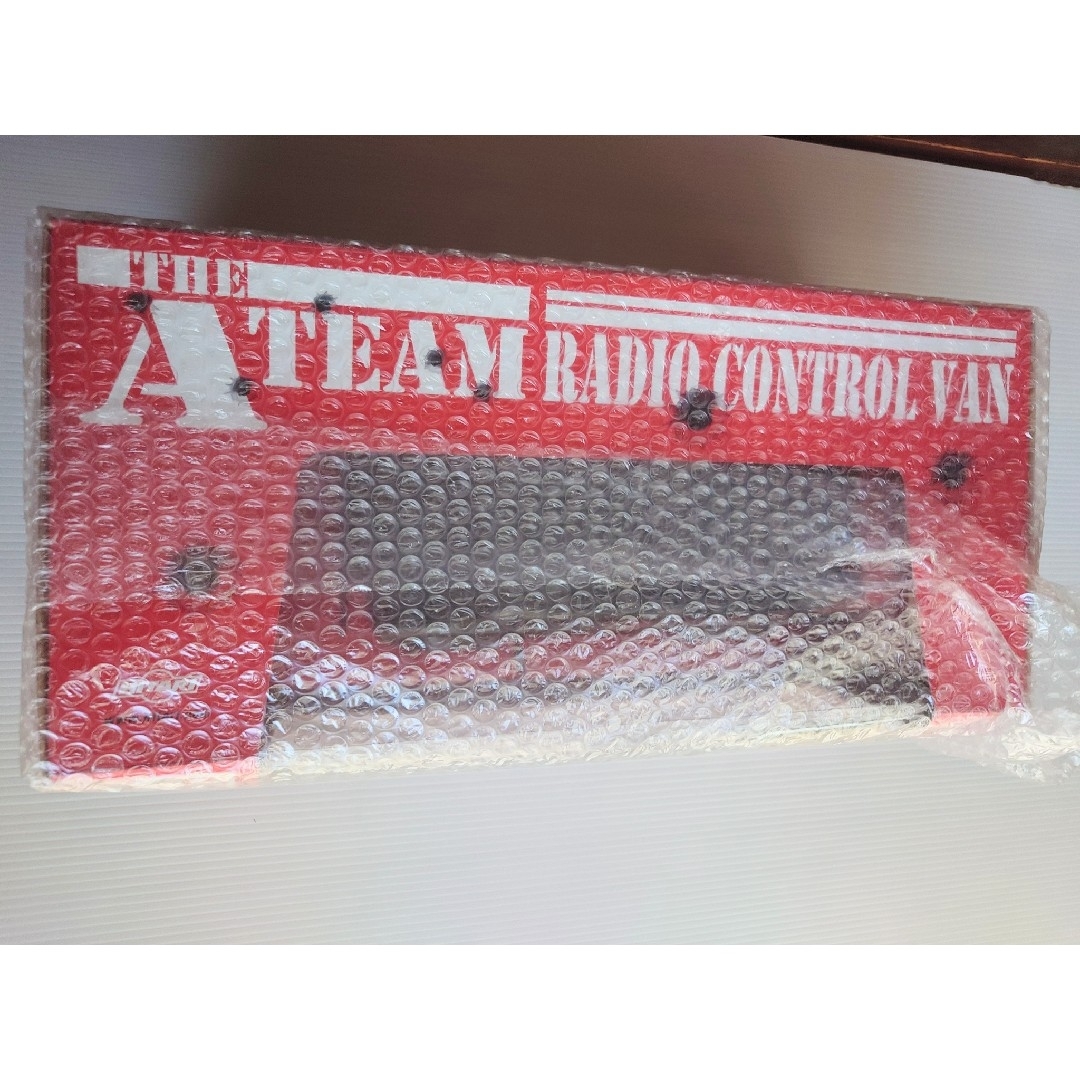 THE
A TEAM RADIO CONTROL VAN